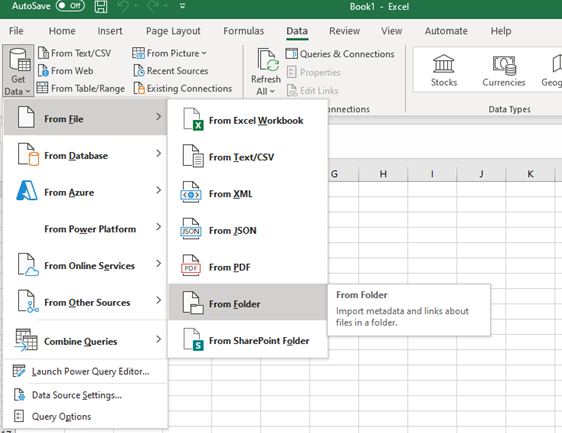 AutoSave Off Book1 - Excel
File Home Insert Page Layout Formulas Data Review View Automate Help
Get Data
From Text/CSV
From Web
From Table/Range
From Picture
Recent Sources
Existing Connections
Refresh All
Queries & Connections
Properties
Edit Links
Stocks
Currencies
Data Types
From File
From Database
From Azure
From Power Platform
From Online Services
From Other Sources
Combine Queries
Launch Power Query Editor...
Data Source Settings...
Query Options
From Excel Workbook
From Text/CSV
From XML
JSON From JSON
PDF From PDF
From Folder
From SharePoint Folder
G H I J K
From Folder
Import metadata and links about
files in a folder.